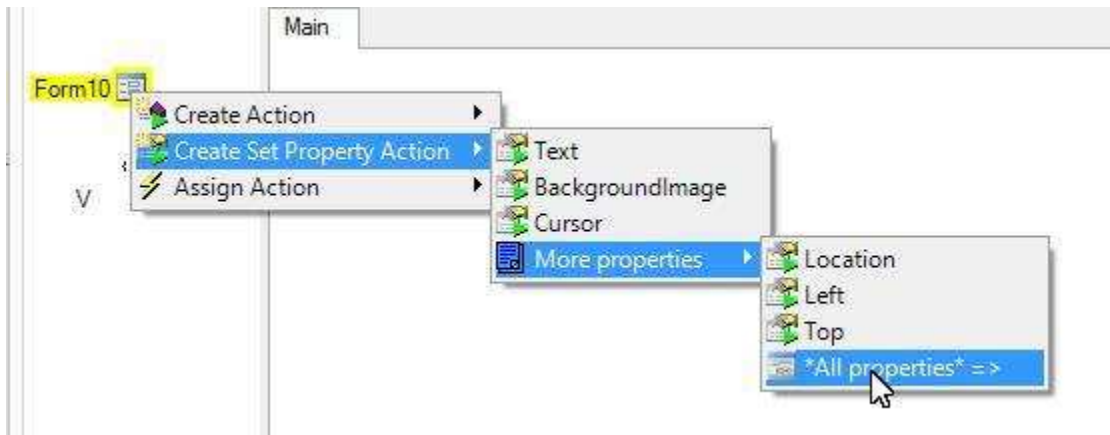 Main
Form10
Create Action
Create Set Property Action
Assign Action
V
Text
BackgroundImage
Cursor
More properties
Location
Left
Top
*All properties* =>